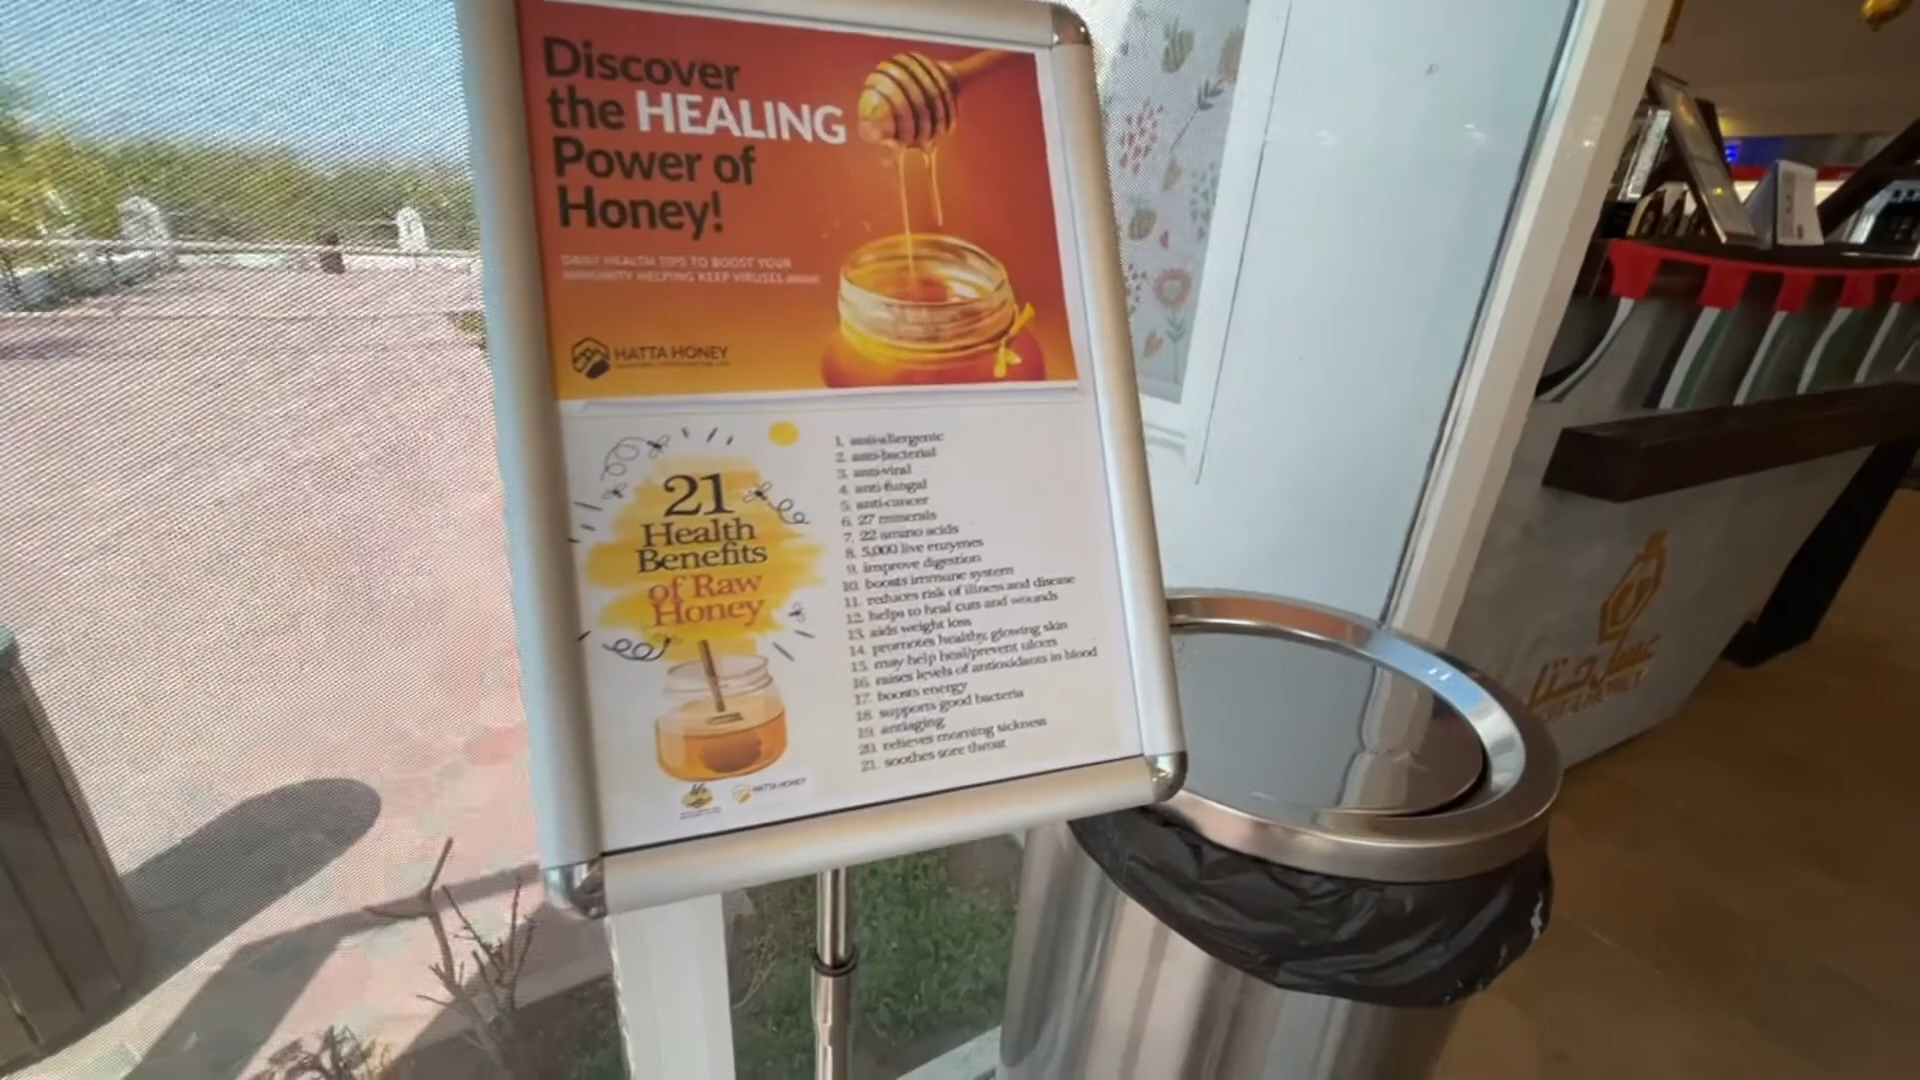 Discover
the HEALING
Power of
Honey!
DAILY HEALTH TIPS TO BOOST YOUR
IMMUNITY HELPING KEEP VIRUSES
HATTA HONEY
21
Health
Benefits
of Raw
Honey
1. anti-allergenic
2. anti-bacterial
3. anti-viral
4. anti-fungal
5. anti-cancer
6. 27 minerals
7. 22 amino acids
8. 5,000 live enzymes
9. improve digestion
10. boosts immune system
11. reduces risk of illness and disease
12. helps to heal cuts and wounds
13. aids weight loss
14. promotes healthy, glowing skin
15. may help heal/prevent ulcers
16. raises levels of antioxidants in blood
17. boosts energy
18. supports good bacteria
19. antiaging
20. relieves morning sickness
21. soothes sore throat
HATTA HONEY
عسل حتا